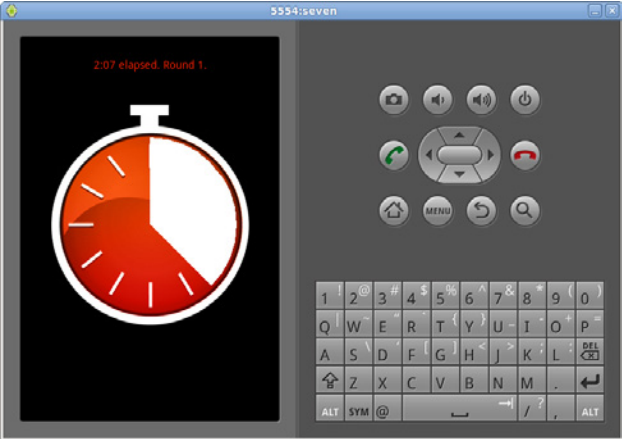 5554:seven
2:07 elapsed. Round 1.
MENU
1 ! 2 @ 3 # 4 $ 5 % 6 ^ 7 & 8 * 9 ( 0 )
Q | W ~ E " R ` T { Y } U _ I - O + P =
A S \ D ' F [ G ] H < J > K ; L : DEL
Z X C V B N M .
ALT SYM @ / ? , ALT